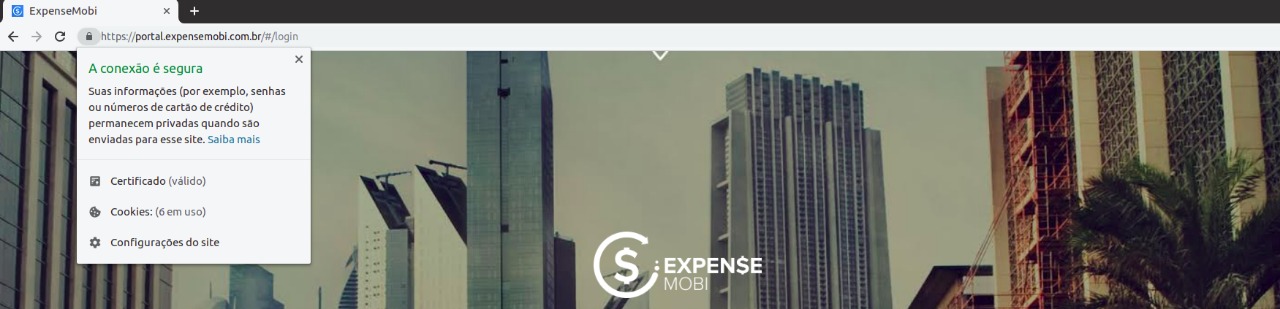 ExpenseMobi
https://portal.expensemobi.com.br/#/login
A conexão é segura
Suas informações (por exemplo, senhas
ou números de cartão de crédito)
permanecem privadas quando são
enviadas para esse site. Saiba mais
Certificado (válido)
Cookies: (6 em uso)
Configurações do site
EXPEN$E
MOBI